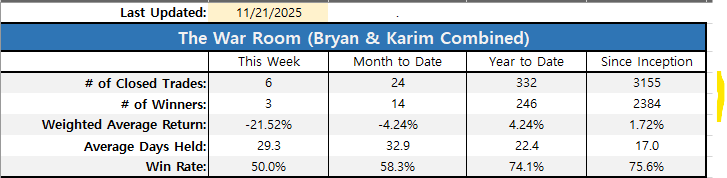 Last Updated: 11/21/2025 .
The War Room (Bryan & Karim Combined)
This Week Month to Date Year to Date Since Inception
# of Closed Trades: 6 24 332 3155
# of Winners: 3 14 246 2384
Weighted Average Return: -21.52% -4.24% 4.24% 1.72%
Average Days Held: 29.3 32.9 22.4 17.0
Win Rate: 50.0% 58.3% 74.1% 75.6%